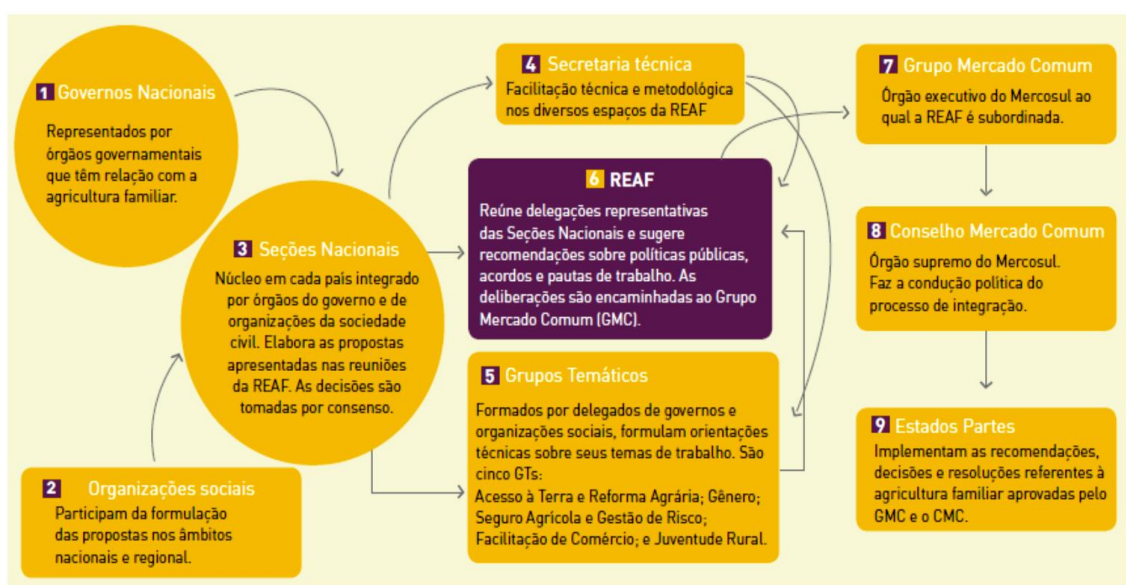 1 Governos Nacionais
Representados por
órgãos governamentais
que têm relação com a
agricultura familiar.
2 Organizações sociais
Participam da formulação
das propostas nos âmbitos
nacionais e regional.
3 Seções Nacionais
Núcleo em cada país integrado
por órgãos do governo e de
organizações da sociedade
civil. Elabora as propostas
apresentadas nas reuniões
da REAF. As decisões são
tomadas por consenso.
4 Secretaria técnica
Facilitação técnica e metodológica
nos diversos espaços da REAF
5 Grupos Temáticos
Formados por delegados de governos e
organizações sociais, formulam orientações
técnicas sobre seus temas de trabalho. São
cinco GTs:
Acesso à Terra e Reforma Agrária; Gênero;
Seguro Agrícola e Gestão de Risco;
Facilitação de Comércio; e Juventude Rural.
6 REAF
Reúne delegações representativas
das Seções Nacionais e sugere
recomendações sobre políticas públicas,
acordos e pautas de trabalho. As
deliberações são encaminhadas ao Grupo
Mercado Comum (GMC).
7 Grupo Mercado Comum
Órgão executivo do Mercosul ao
qual a REAF é subordinada.
8 Conselho Mercado Comum
Órgão supremo do Mercosul.
Faz a condução política do
processo de integração.
9 Estados Partes
Implementam as recomendações,
decisões e resoluções referentes à
agricultura familiar aprovadas pelo
GMC e o CMC.